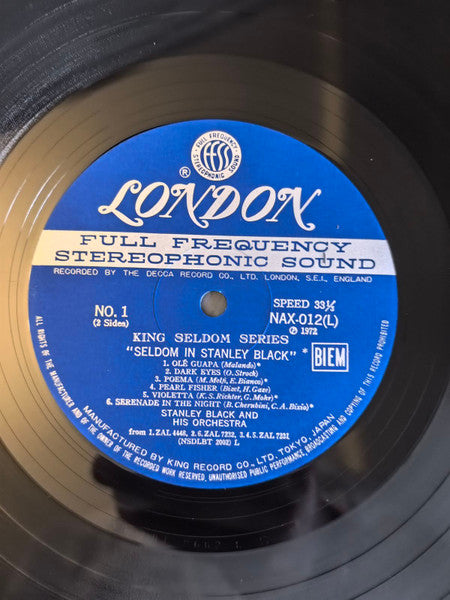 FULL FREQUENCY
FFSS
STEREOPHONIC SOUND
®
LONDON
FULL FREQUENCY
STEREOPHONIC SOUND
RECORDED BY THE DECCA RECORD CO., LTD. LONDON, S.E.I., ENGLAND
NO. 1
(2 Sides)
SPEED 33⅓
NAX-012(L)
Ⓟ 1972
KING SELDOM SERIES
"SELDOM IN STANLEY BLACK" *
BIEM
1. OLÉ GUAPA (Malando)*
2. DARK EYES (O. Strock)
3. POEMA (M. Melfi, E. Bianco)*
4. PEARL FISHER (Bizet, H. Gaze)
5. VIOLETTA (K. S. Richter, G. Mohr)*
6. SERENADE IN THE NIGHT (B. Cherubini, C. A. Bixio)*
STANLEY BLACK AND
HIS ORCHESTRA
from 1. ZAL 4448, 2. 6. ZAL 7232, 3. 4. 5. ZAL 7231
(NSDLBT 2002) L
MANUFACTURED BY KING RECORD CO., LTD. TOKYO, JAPAN
ALL RIGHTS OF THE MANUFACTURER AND OF THE OWNER OF THE RECORDED WORK RESERVED, UNAUTHORISED PUBLIC PERFORMANCE, BROADCASTING AND COPYING OF THIS RECORD IN PROHIBITED